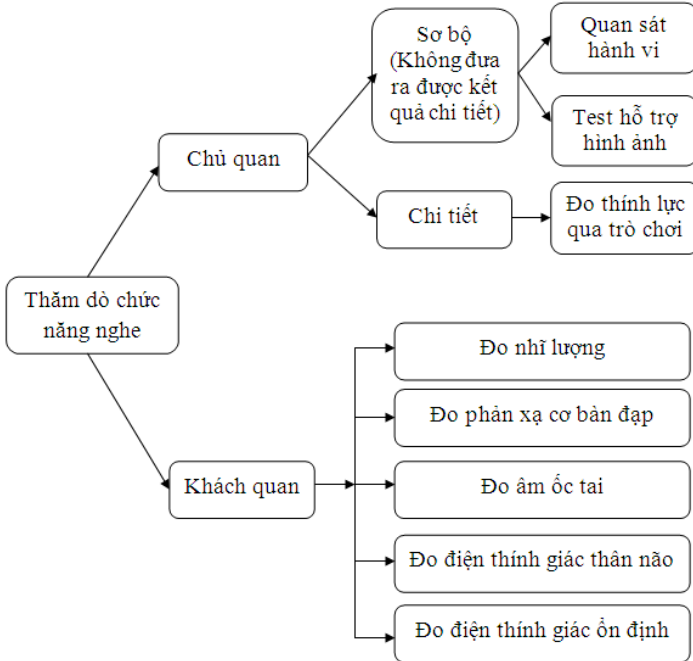 Sơ bộ
(Không đưa
ra được kết
quả chi tiết)
Quan sát
hành vi
Test hỗ trợ
hình ảnh
Chủ quan
Chi tiết
Đo thính lực
qua trò chơi
Thăm dò chức
năng nghe
Đo nhĩ lượng
Đo phản xạ cơ bàn đạp
Khách quan
Đo âm ốc tai
Đo điện thính giác thân não
Đo điện thính giác ổn định